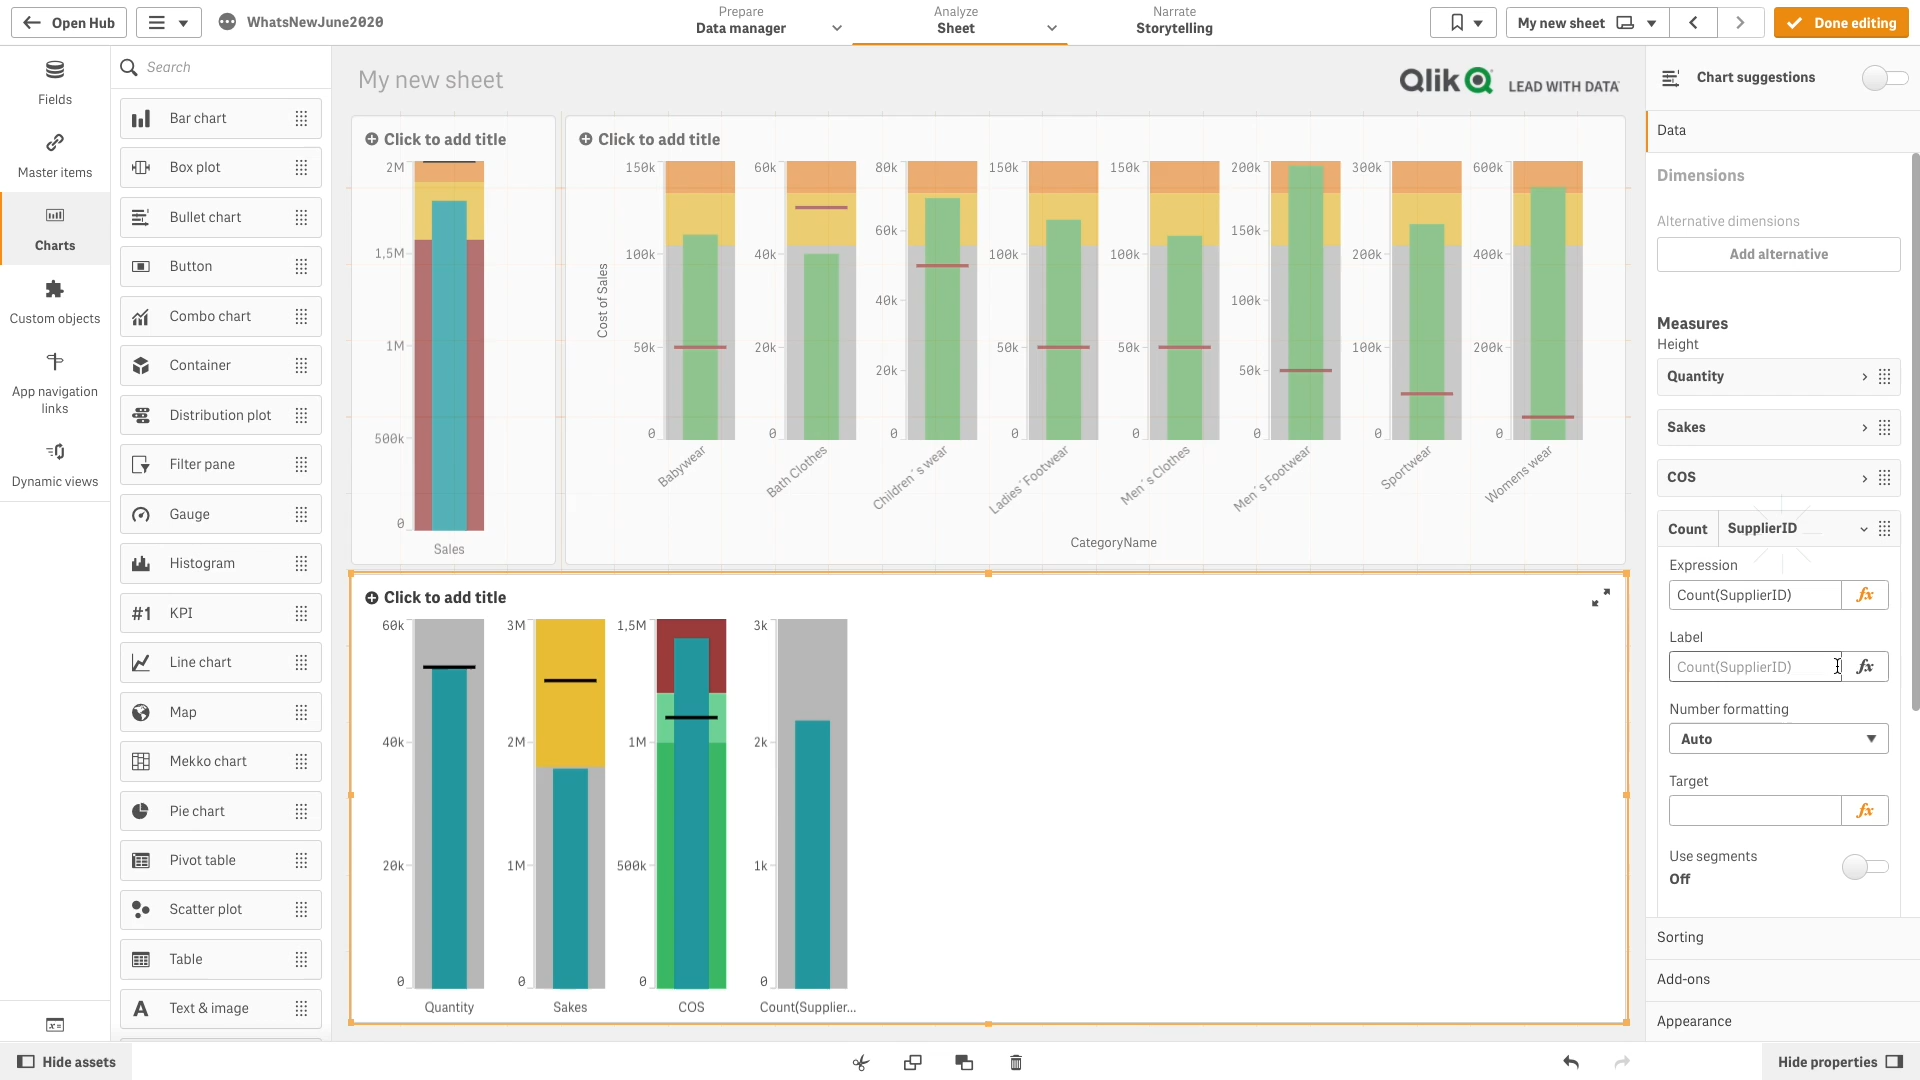 Open Hub
WhatsNewJune2020
Prepare
Data manager
Analyze
Sheet
Narrate
Storytelling
My new sheet
Done editing
Fields
Master items
Charts
Custom objects
App navigation
links
Dynamic views
Search
Bar chart
Box plot
Bullet chart
Button
Combo chart
Container
Distribution plot
Filter pane
Gauge
Histogram
#1 KPI
Line chart
Map
Mekko chart
Pie chart
Pivot table
Scatter plot
Table
A Text & image
My new sheet
Qlik LEAD WITH DATA
Click to add title
2M
1,5M
1M
500k
0
Sales
Click to add title
Cost of Sales
150k
100k
50k
0
60k
40k
20k
0
80k
60k
40k
20k
0
150k
100k
50k
0
150k
100k
50k
0
200k
150k
100k
50k
0
300k
200k
100k
0
600k
400k
200k
0
Babywear
Bath Clothes
Children´s wear
Ladies´Footwear
Men´s Clothes
Men´s Footwear
Sportwear
Womens wear
CategoryName
Click to add title
60k
40k
20k
0
3M
2M
1M
0
1,5M
1M
500k
0
3k
2k
1k
0
Quantity
Sakes
COS
Count(Supplier...
Chart suggestions
Data
Dimensions
Alternative dimensions
Add alternative
Measures
Height
Quantity
Sakes
COS
Count SupplierID
Expression
Count(SupplierID) fx
Label
Count(SupplierID) fx
Number formatting
Auto
Target
fx
Use segments
Off
Sorting
Add-ons
Appearance
Hide assets
Hide properties